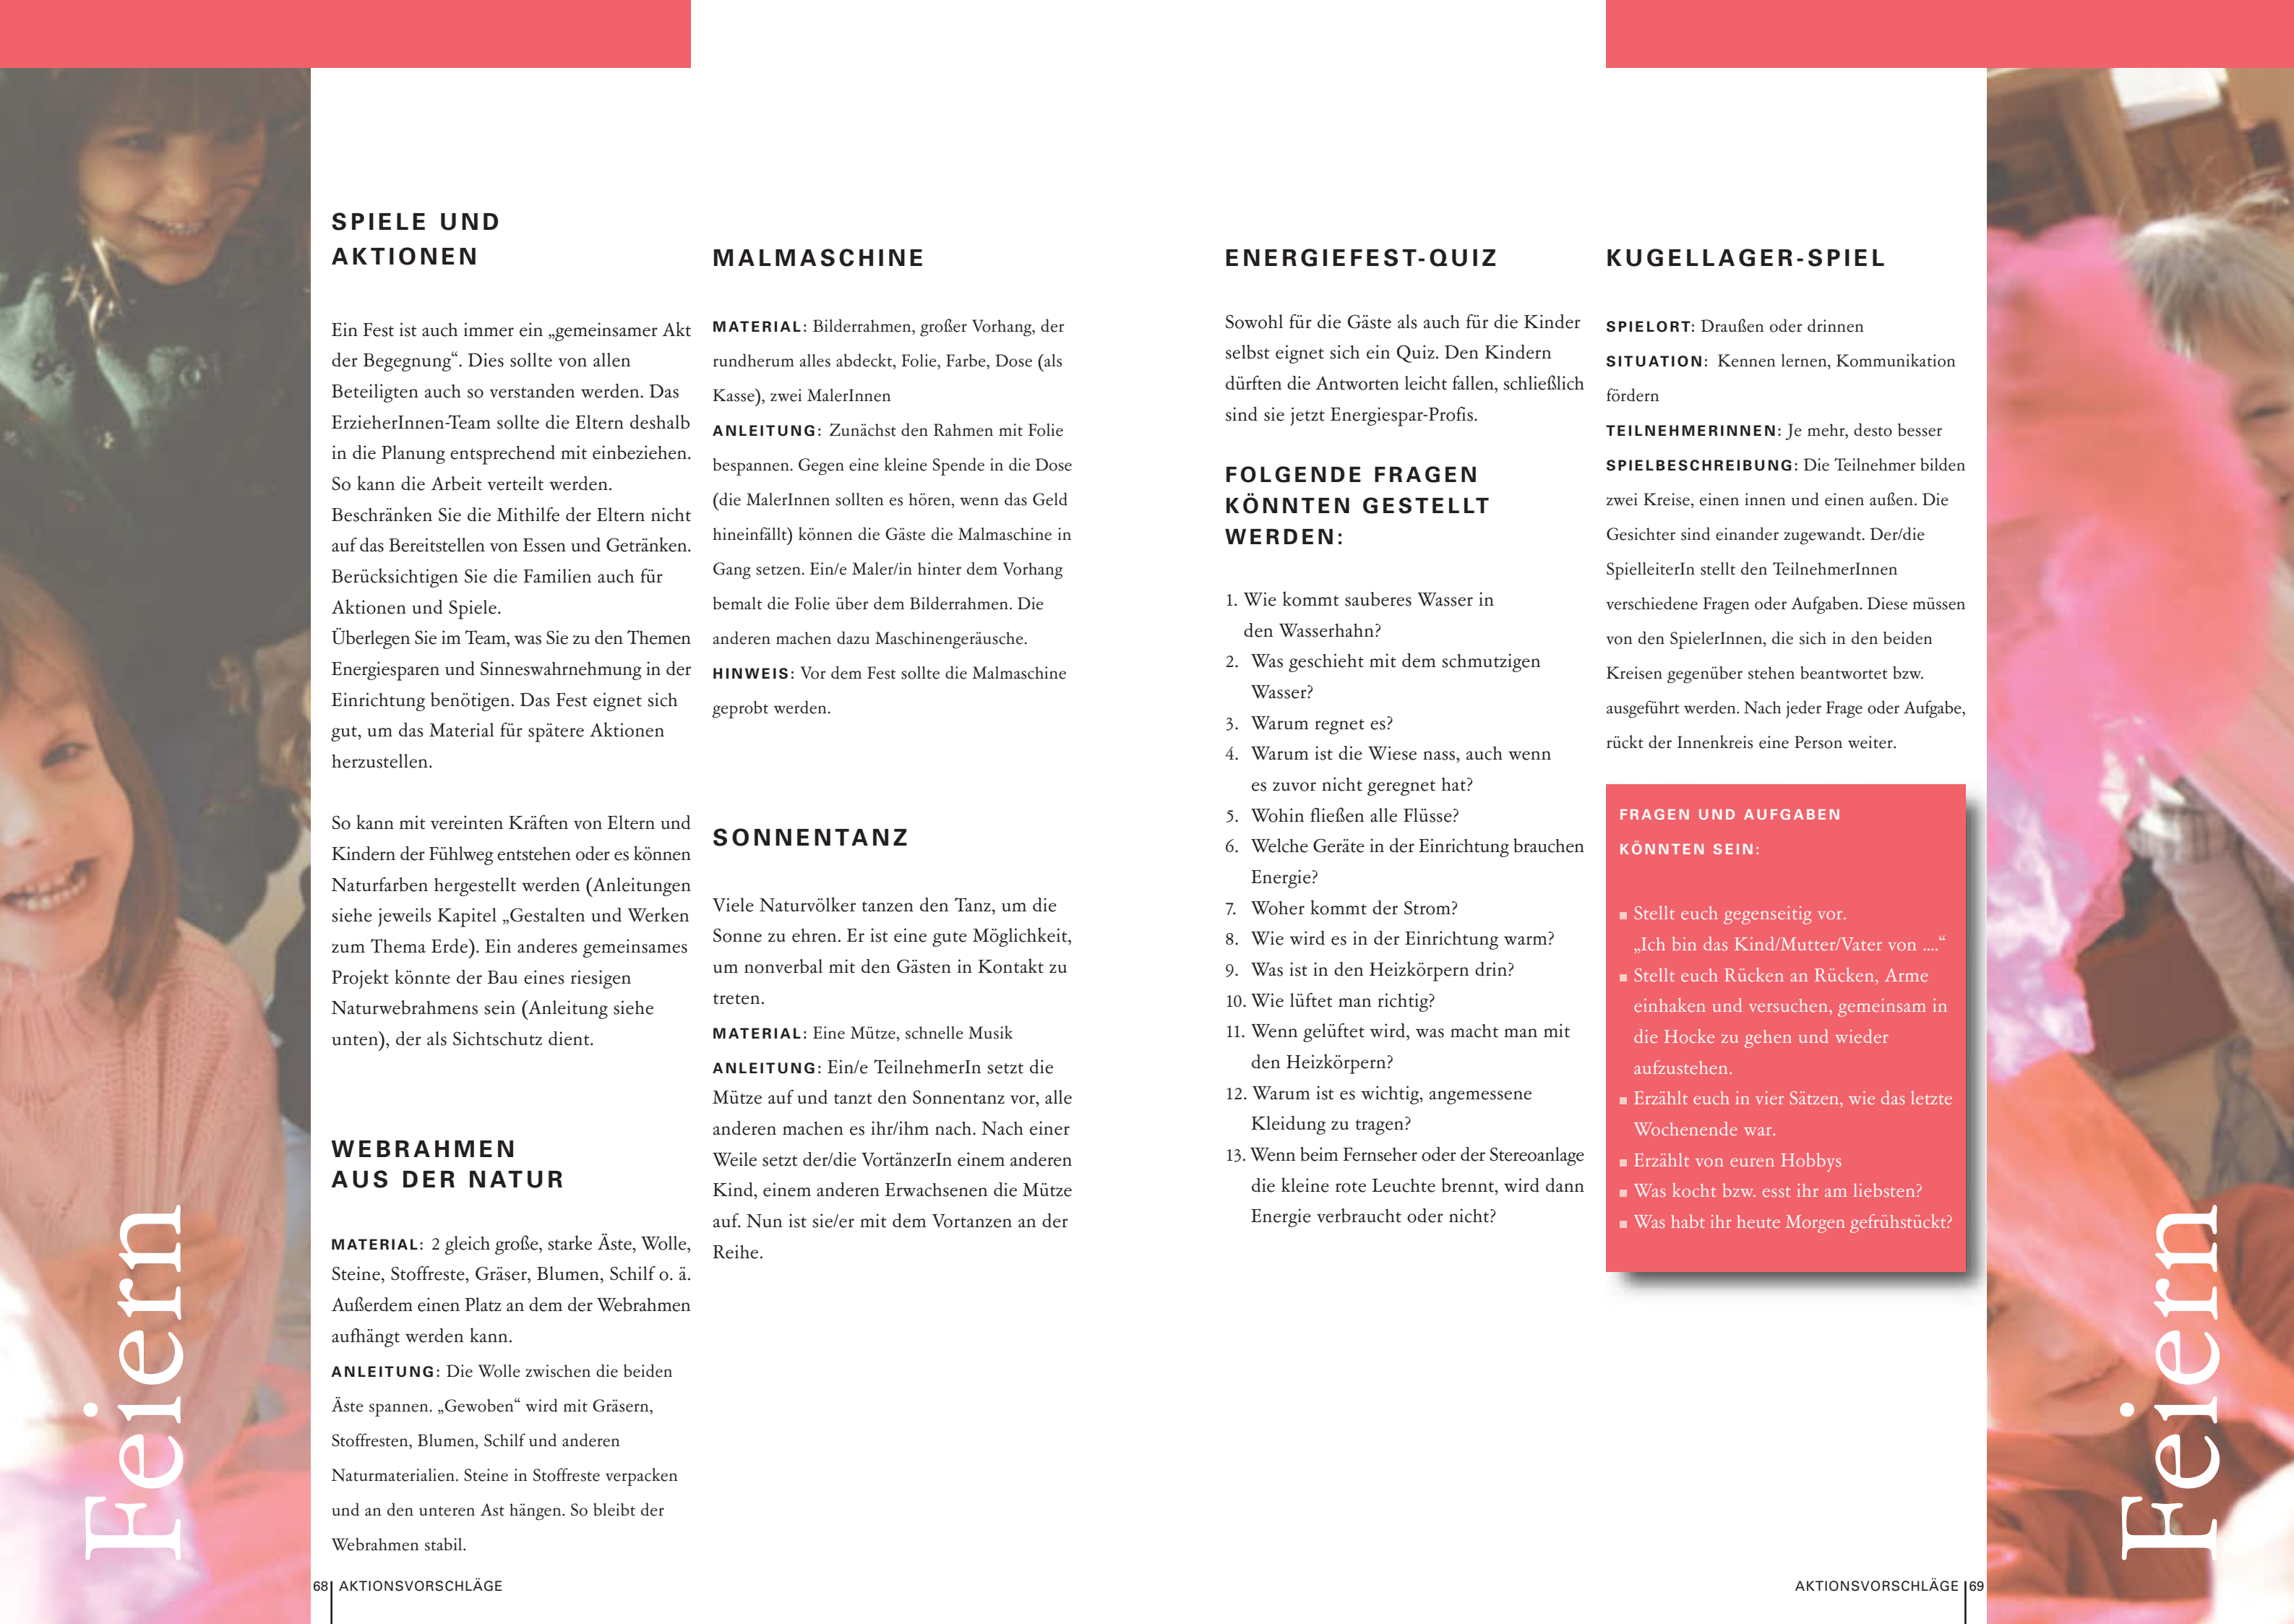 SPIELE UND
AKTIONEN
Ein Fest ist auch immer ein „gemeinsamer Akt
der Begegnung“. Dies sollte von allen
Beteiligten auch so verstanden werden. Das
ErzieherInnen-Team sollte die Eltern deshalb
in die Planung entsprechend mit einbeziehen.
So kann die Arbeit verteilt werden.
Beschränken Sie die Mithilfe der Eltern nicht
auf das Bereitstellen von Essen und Getränken.
Berücksichtigen Sie die Familien auch für
Aktionen und Spiele.
Überlegen Sie im Team, was Sie zu den Themen
Energiesparen und Sinneswahrnehmung in der
Einrichtung benötigen. Das Fest eignet sich
gut, um das Material für spätere Aktionen
herzustellen.
So kann mit vereinten Kräften von Eltern und
Kindern der Fühlweg entstehen oder es können
Naturfarben hergestellt werden (Anleitungen
siehe jeweils Kapitel „Gestalten und Werken
zum Thema Erde). Ein anderes gemeinsames
Projekt könnte der Bau eines riesigen
Naturwebrahmens sein (Anleitung siehe
unten), der als Sichtschutz dient.
WEBRAHMEN
AUS DER NATUR
MATERIAL: 2 gleich große, starke Äste, Wolle,
Steine, Stoffreste, Gräser, Blumen, Schilf o. ä.
Außerdem einen Platz an dem der Webrahmen
aufhängt werden kann.
ANLEITUNG: Die Wolle zwischen die beiden
Äste spannen. „Gewoben“ wird mit Gräsern,
Stoffresten, Blumen, Schilf und anderen
Naturmaterialien. Steine in Stoffreste verpacken
und an den unteren Ast hängen. So bleibt der
Webrahmen stabil.
MALMASCHINE
MATERIAL: Bilderrahmen, großer Vorhang, der
rundherum alles abdeckt, Folie, Farbe, Dose (als
Kasse), zwei MalerInnen
ANLEITUNG: Zunächst den Rahmen mit Folie
bespannen. Gegen eine kleine Spende in die Dose
(die MalerInnen sollten es hören, wenn das Geld
hineinfällt) können die Gäste die Malmaschine in
Gang setzen. Ein/e Maler/in hinter dem Vorhang
bemalt die Folie über dem Bilderrahmen. Die
anderen machen dazu Maschinengeräusche.
HINWEIS: Vor dem Fest sollte die Malmaschine
geprobt werden.
SONNENTANZ
Viele Naturvölker tanzen den Tanz, um die
Sonne zu ehren. Er ist eine gute Möglichkeit,
um nonverbal mit den Gästen in Kontakt zu
treten.
MATERIAL: Eine Mütze, schnelle Musik
ANLEITUNG: Ein/e TeilnehmerIn setzt die
Mütze auf und tanzt den Sonnentanz vor, alle
anderen machen es ihr/ihm nach. Nach einer
Weile setzt der/die VortänzerIn einem anderen
Kind, einem anderen Erwachsenen die Mütze
auf. Nun ist sie/er mit dem Vortanzen an der
Reihe.
Feiern
68 AKTIONSVORSCHLÄGE
ENERGIEFEST-QUIZ
Sowohl für die Gäste als auch für die Kinder
selbst eignet sich ein Quiz. Den Kindern
dürften die Antworten leicht fallen, schließlich
sind sie jetzt Energiespar-Profis.
FOLGENDE FRAGEN
KÖNNTEN GESTELLT
WERDEN:
1. Wie kommt sauberes Wasser in
den Wasserhahn?
2. Was geschieht mit dem schmutzigen
Wasser?
3. Warum regnet es?
4. Warum ist die Wiese nass, auch wenn
es zuvor nicht geregnet hat?
5. Wohin fließen alle Flüsse?
6. Welche Geräte in der Einrichtung brauchen
Energie?
7. Woher kommt der Strom?
8. Wie wird es in der Einrichtung warm?
9. Was ist in den Heizkörpern drin?
10. Wie lüftet man richtig?
11. Wenn gelüftet wird, was macht man mit
den Heizkörpern?
12. Warum ist es wichtig, angemessene
Kleidung zu tragen?
13. Wenn beim Fernseher oder der Stereoanlage
die kleine rote Leuchte brennt, wird dann
Energie verbraucht oder nicht?
KUGELLAGER-SPIEL
SPIELORT: Draußen oder drinnen
SITUATION: Kennen lernen, Kommunikation
fördern
TEILNEHMERINNEN: Je mehr, desto besser
SPIELBESCHREIBUNG: Die Teilnehmer bilden
zwei Kreise, einen innen und einen außen. Die
Gesichter sind einander zugewandt. Der/die
SpielleiterIn stellt den TeilnehmerInnen
verschiedene Fragen oder Aufgaben. Diese müssen
von den SpielerInnen, die sich in den beiden
Kreisen gegenüber stehen beantwortet bzw.
ausgeführt werden. Nach jeder Frage oder Aufgabe,
rückt der Innenkreis eine Person weiter.
FRAGEN UND AUFGABEN
KÖNNTEN SEIN:
■ Stellt euch gegenseitig vor.
„Ich bin das Kind/Mutter/Vater von ....“
■ Stellt euch Rücken an Rücken, Arme
einhaken und versuchen, gemeinsam in
die Hocke zu gehen und wieder
aufzustehen.
■ Erzählt euch in vier Sätzen, wie das letzte
Wochenende war.
■ Erzählt von euren Hobbys
■ Was kocht bzw. esst ihr am liebsten?
■ Was habt ihr heute Morgen gefrühstückt?
Feiern
AKTIONSVORSCHLÄGE 69